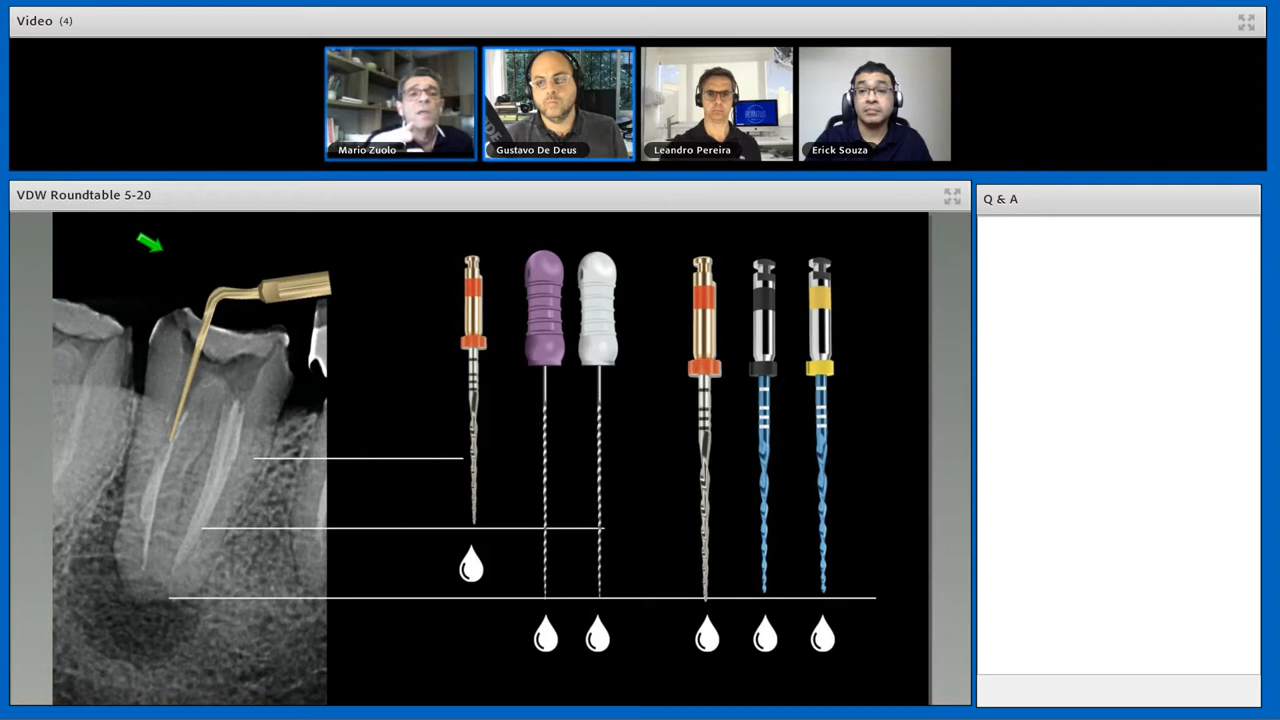 Video (4)
Mario Zuolo
Gustavo De Deus
Leandro Pereira
Erick Souza
VDW Roundtable 5-20
Q & A